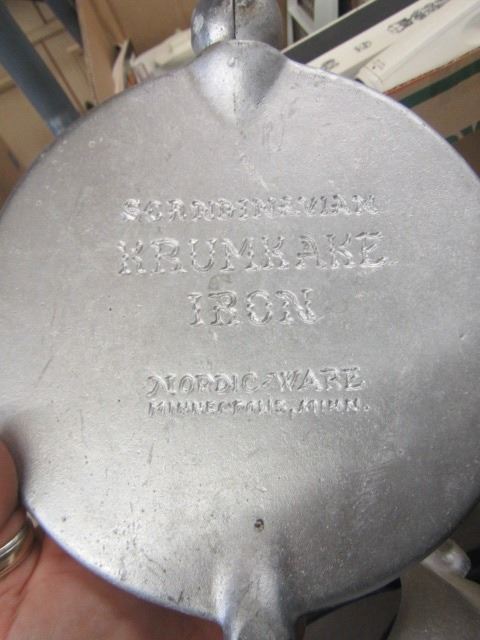 SCANDINAVIAN
KRUMKAKE
IRON
NORDIC-WARE
MINNEAPOLIS, MINN.